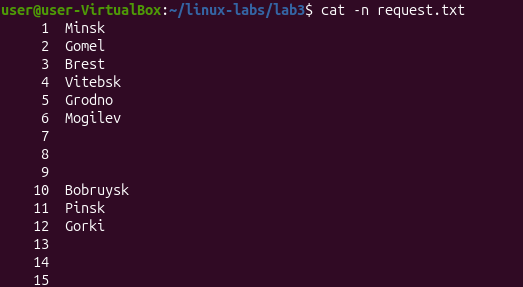 user@user-VirtualBox:~/linux-labs/lab3$ cat -n request.txt
1 Minsk
2 Gomel
3 Brest
4 Vitebsk
5 Grodno
6 Mogilev
7
8
9
10 Bobruysk
11 Pinsk
12 Gorki
13
14
15